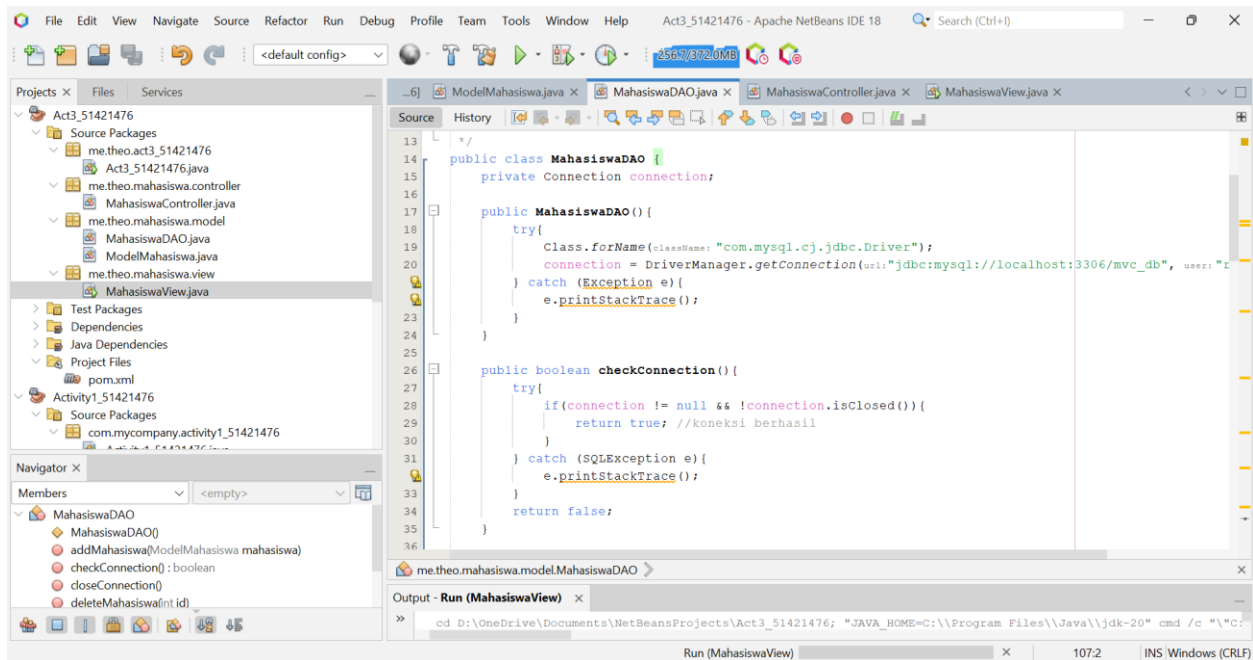 File Edit View Navigate Source Refactor Run Debug Profile Team Tools Window Help Act3_51421476 - Apache NetBeans IDE 18 Search (Ctrl+I)
<default config> 256.7/372.0MB
Projects Files Services
Act3_51421476
Source Packages
me.theo.act3_51421476
Act3_51421476.java
me.theo.mahasiswa.controller
MahasiswaController.java
me.theo.mahasiswa.model
MahasiswaDAO.java
ModelMahasiswa.java
me.theo.mahasiswa.view
MahasiswaView.java
Test Packages
Dependencies
Java Dependencies
Project Files
pom.xml
Activity1_51421476
Source Packages
com.mycompany.activity1_51421476
Navigator
Members <empty>
MahasiswaDAO
MahasiswaDAO()
addMahasiswa(ModelMahasiswa mahasiswa)
checkConnection() : boolean
closeConnection()
deleteMahasiswa(int id)
...6] ModelMahasiswa.java MahasiswaDAO.java MahasiswaController.java MahasiswaView.java
Source History
13 */
14 public class MahasiswaDAO {
15 private Connection connection;
16
17 public MahasiswaDAO(){
18 try{
19 Class.forName(className: "com.mysql.cj.jdbc.Driver");
20 connection = DriverManager.getConnection(url:"jdbc:mysql://localhost:3306/mvc_db", user: "r
} catch (Exception e){
e.printStackTrace();
23 }
24 }
25
26 public boolean checkConnection(){
27 try{
28 if(connection != null && !connection.isClosed()){
29 return true; //koneksi berhasil
30 }
31 } catch (SQLException e){
e.printStackTrace();
33 }
34 return false;
35 }
36
me.theo.mahasiswa.model.MahasiswaDAO
Output - Run (MahasiswaView)
cd D:\OneDrive\Documents\NetBeansProjects\Act3_51421476; "JAVA_HOME=C:\\Program Files\\Java\\jdk-20" cmd /c "\"C:
Run (MahasiswaView) 107:2 INS Windows (CRLF)